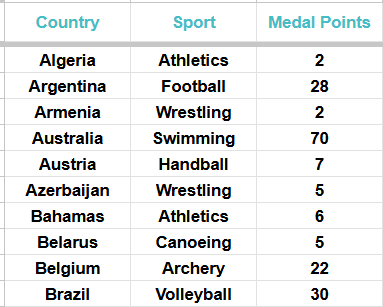 Country Sport Medal Points
Algeria Athletics 2
Argentina Football 28
Armenia Wrestling 2
Australia Swimming 70
Austria Handball 7
Azerbaijan Wrestling 5
Bahamas Athletics 6
Belarus Canoeing 5
Belgium Archery 22
Brazil Volleyball 30